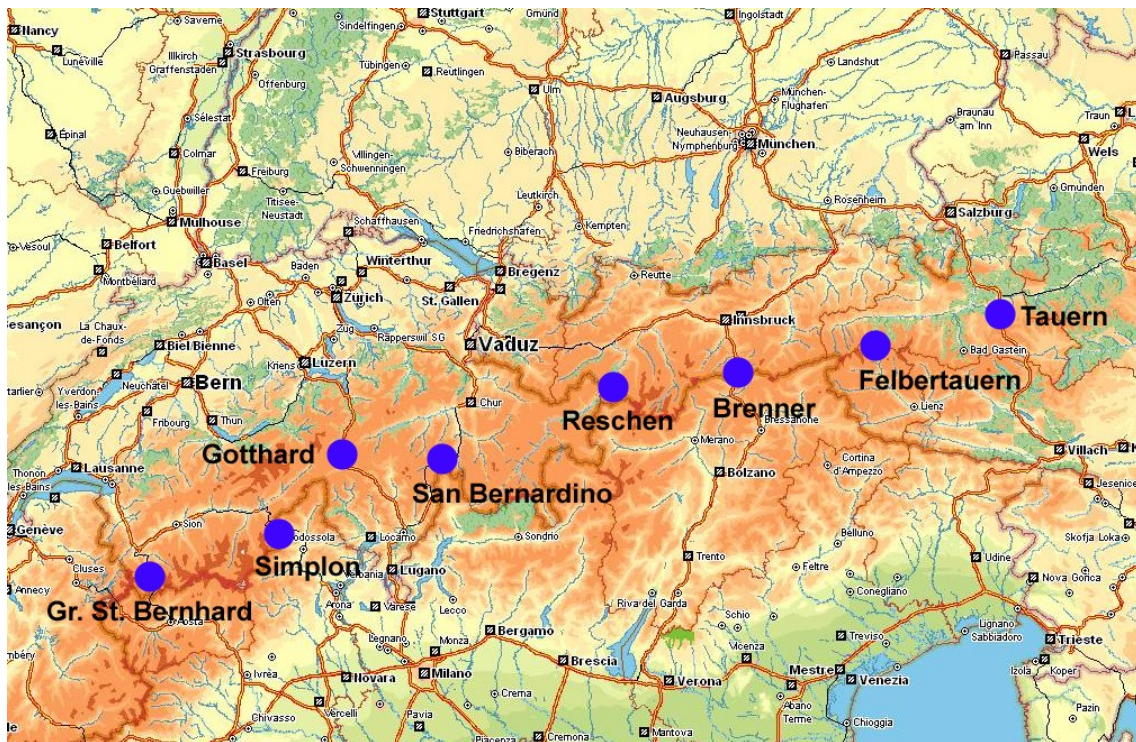 Nancy
Saverne
Stuttgart
Gmünd
Ingolstadt
Lunéville
Strasbourg
Sindelfingen
Passau
Illkirch
Graffenstaden
Tübingen
Reutlingen
Landshut
Offenburg
Ulm
Augsburg
München-
Flughafen
Sélestat
Braunau
am Inn
Traun
Épinal
Neuhausen-
Nymphenburg
München
Wels
Colmar
Villingen-
Schwenningen
Biberach
Guebwiller
Freiburg
Titisee-
Neustadt
Leutkirch
Rosenheim
Gmunden
Mulhouse
Schaffhausen
Friedrichshafen
Kempten
Salzburg
Vesoul
Belfort
Montbéliard
Basel
Baden
Winterthur
Bregenz
Reutte
Olten
Zürich
St. Gallen
Besançon
La Chaux-
de-Fonds
Zug
Rapperswil SG
Innsbruck
Tauern
Biel/Bienne
Vaduz
Luzern
Kriens
Bad Gastein
Bern
Neuchâtel
Felbertauern
Yverdon-
les-Bains
Thun
Chur
Reschen
Brenner
Lienz
Fribourg
Bressanone
Merano
Gotthard
Villach
Lausanne
San Bernardino
Bolzano
Cortina
d'Ampezzo
Thonon
les-Bains
Jesenice
Genève
Sion
Domodossola
Locarno
Sondrio
Belluno
Skofja Loka
Simplon
Trento
Udine
Cluses
Lugano
Feltre
Nova Gorica
Annecy
Verbania
Conegliano
Gr. St. Bernhard
Arona
Varese
Lecco
Riva del Garda
Schio
Aosta
Lignano
Sabbiadoro
Legnano
Monza
Bergamo
Treviso
Trieste
Vicenza
Ivrèa
Novara
Milano
Brescia
Verona
Mestre
Venezia
Izola
Koper
Crema
Abano
Terme
Chivasso
Vercelli
Pavia
Pazin
Piacenza
Cremona
Mantova
Chioggia